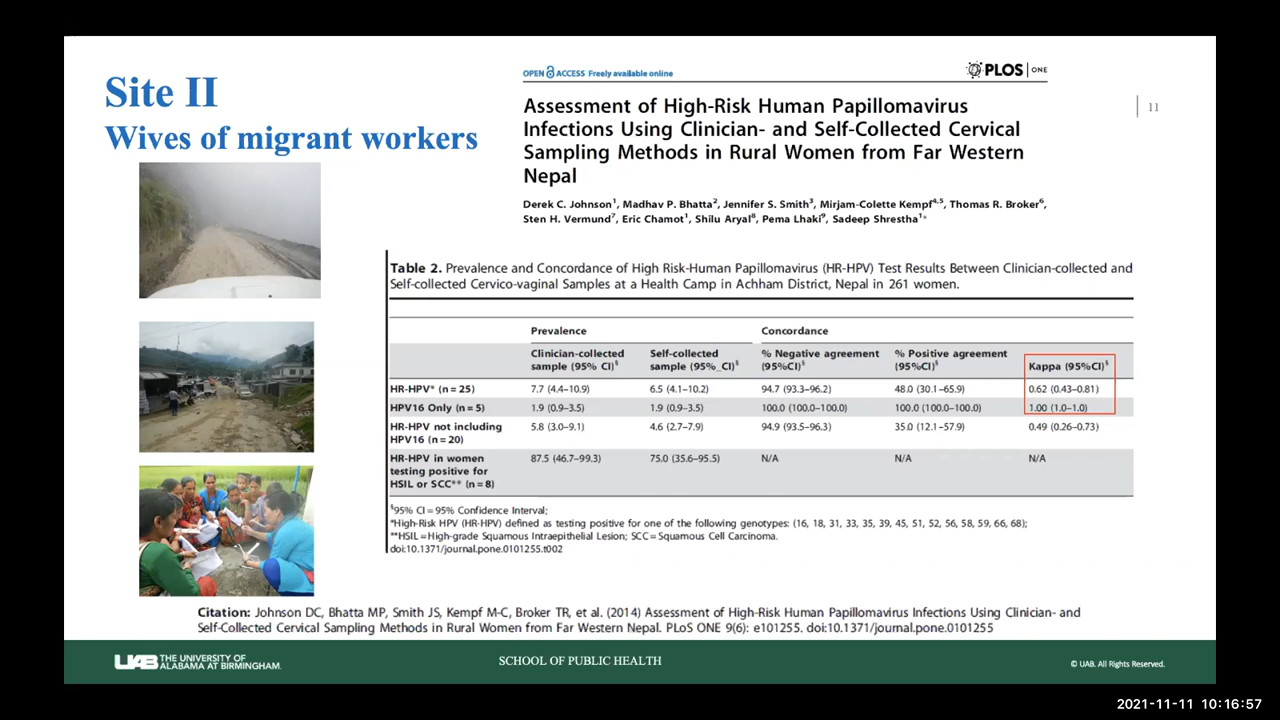 Site II
Wives of migrant workers
OPEN ACCESS Freely available online
PLOS | ONE
Assessment of High-Risk Human Papillomavirus
Infections Using Clinician- and Self-Collected Cervical
Sampling Methods in Rural Women from Far Western
Nepal
11
Derek C. Johnson¹, Madhav P. Bhatta², Jennifer S. Smith³, Mirjam-Colette Kempf⁴,⁵, Thomas R. Broker⁶,
Sten H. Vermund⁷, Eric Chamot¹, Shilu Aryal⁸, Pema Lhaki⁹, Sadeep Shrestha¹*
Table 2. Prevalence and Concordance of High Risk-Human Papillomavirus (HR-HPV) Test Results Between Clinician-collected and
Self-collected Cervico-vaginal Samples at a Health Camp in Achham District, Nepal in 261 women.
Prevalence Concordance
Clinician-collected Self-collected % Negative agreement % Positive agreement
sample (95% CI)§ sample (95%_CI)§ (95%CI)§ (95%CI)§ Kappa (95%CI)§
HR-HPV* (n = 25) 7.7 (4.4–10.9) 6.5 (4.1–10.2) 94.7 (93.3–96.2) 48.0 (30.1–65.9) 0.62 (0.43–0.81)
HPV16 Only (n = 5) 1.9 (0.9–3.5) 1.9 (0.9–3.5) 100.0 (100.0–100.0) 100.0 (100.0–100.0) 1.00 (1.0–1.0)
HR-HPV not including 5.8 (3.0–9.1) 4.6 (2.7–7.9) 94.9 (93.5–96.3) 35.0 (12.1–57.9) 0.49 (0.26–0.73)
HPV16 (n = 20)
HR-HPV in women 87.5 (46.7–99.3) 75.0 (35.6–95.5) N/A N/A N/A
testing positive for
HSIL or SCC** (n = 8)
§95% CI = 95% Confidence Interval;
*High-Risk HPV (HR-HPV) defined as testing positive for one of the following genotypes: (16, 18, 31, 33, 35, 39, 45, 51, 52, 56, 58, 59, 66, 68);
**HSIL = High-grade Squamous Intraepithelial Lesion; SCC = Squamous Cell Carcinoma.
doi:10.1371/journal.pone.0101255.t002
Citation: Johnson DC, Bhatta MP, Smith JS, Kempf M-C, Broker TR, et al. (2014) Assessment of High-Risk Human Papillomavirus Infections Using Clinician- and
Self-Collected Cervical Sampling Methods in Rural Women from Far Western Nepal. PLoS ONE 9(6): e101255. doi:10.1371/journal.pone.0101255
UAB THE UNIVERSITY OF
ALABAMA AT BIRMINGHAM.
SCHOOL OF PUBLIC HEALTH
© UAB. All Rights Reserved.
2021-11-11 10:16:57